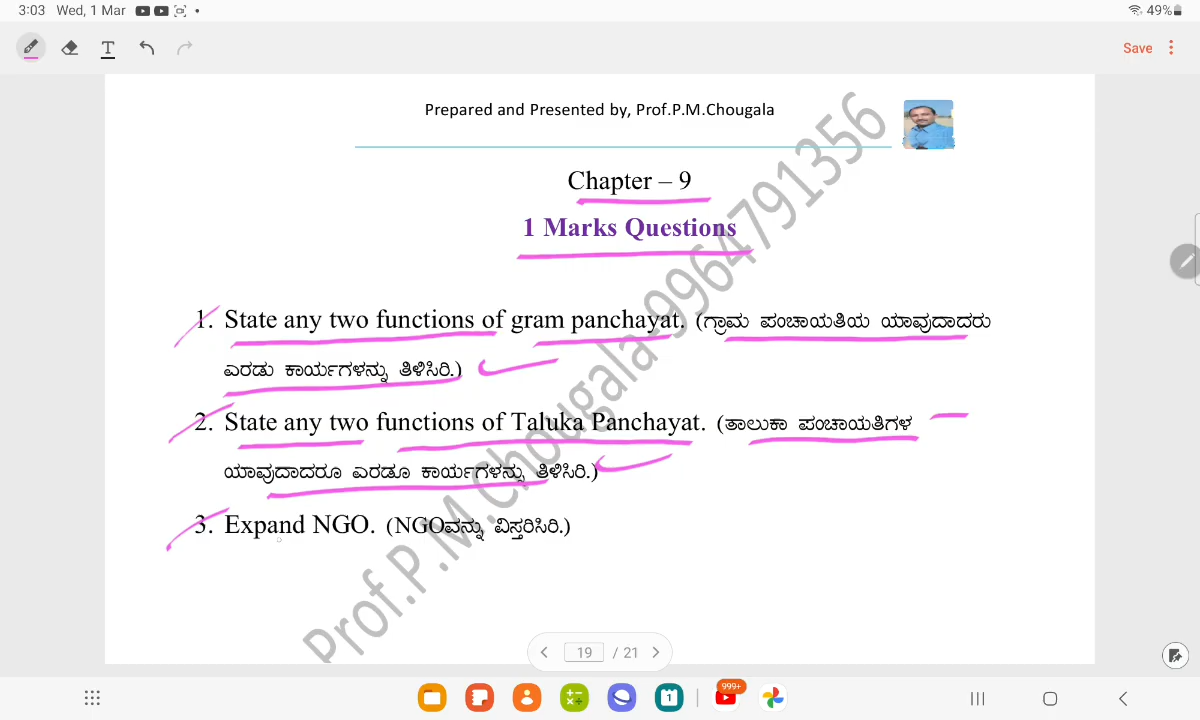 3:03 Wed, 1 Mar
49%
T
Save
Prepared and Presented by, Prof.P.M.Chougala
Chapter – 9
1 Marks Questions
1. State any two functions of gram panchayat. (ಗ್ರಾಮ ಪಂಚಾಯತಿಯ ಯಾವುದಾದರು
ಎರಡು ಕಾರ್ಯಗಳನ್ನು ತಿಳಿಸಿರಿ.)
2. State any two functions of Taluka Panchayat. (ತಾಲುಕಾ ಪಂಚಾಯತಿಗಳ
ಯಾವುದಾದರೂ ಎರಡೂ ಕಾರ್ಯಗಳನ್ನು ತಿಳಿಸಿರಿ.)
3. Expand NGO. (NGOವನ್ನು ವಿಸ್ತರಿಸಿರಿ.)
Prof.P.M.Chougala-9964791356
19 / 21
1
999+